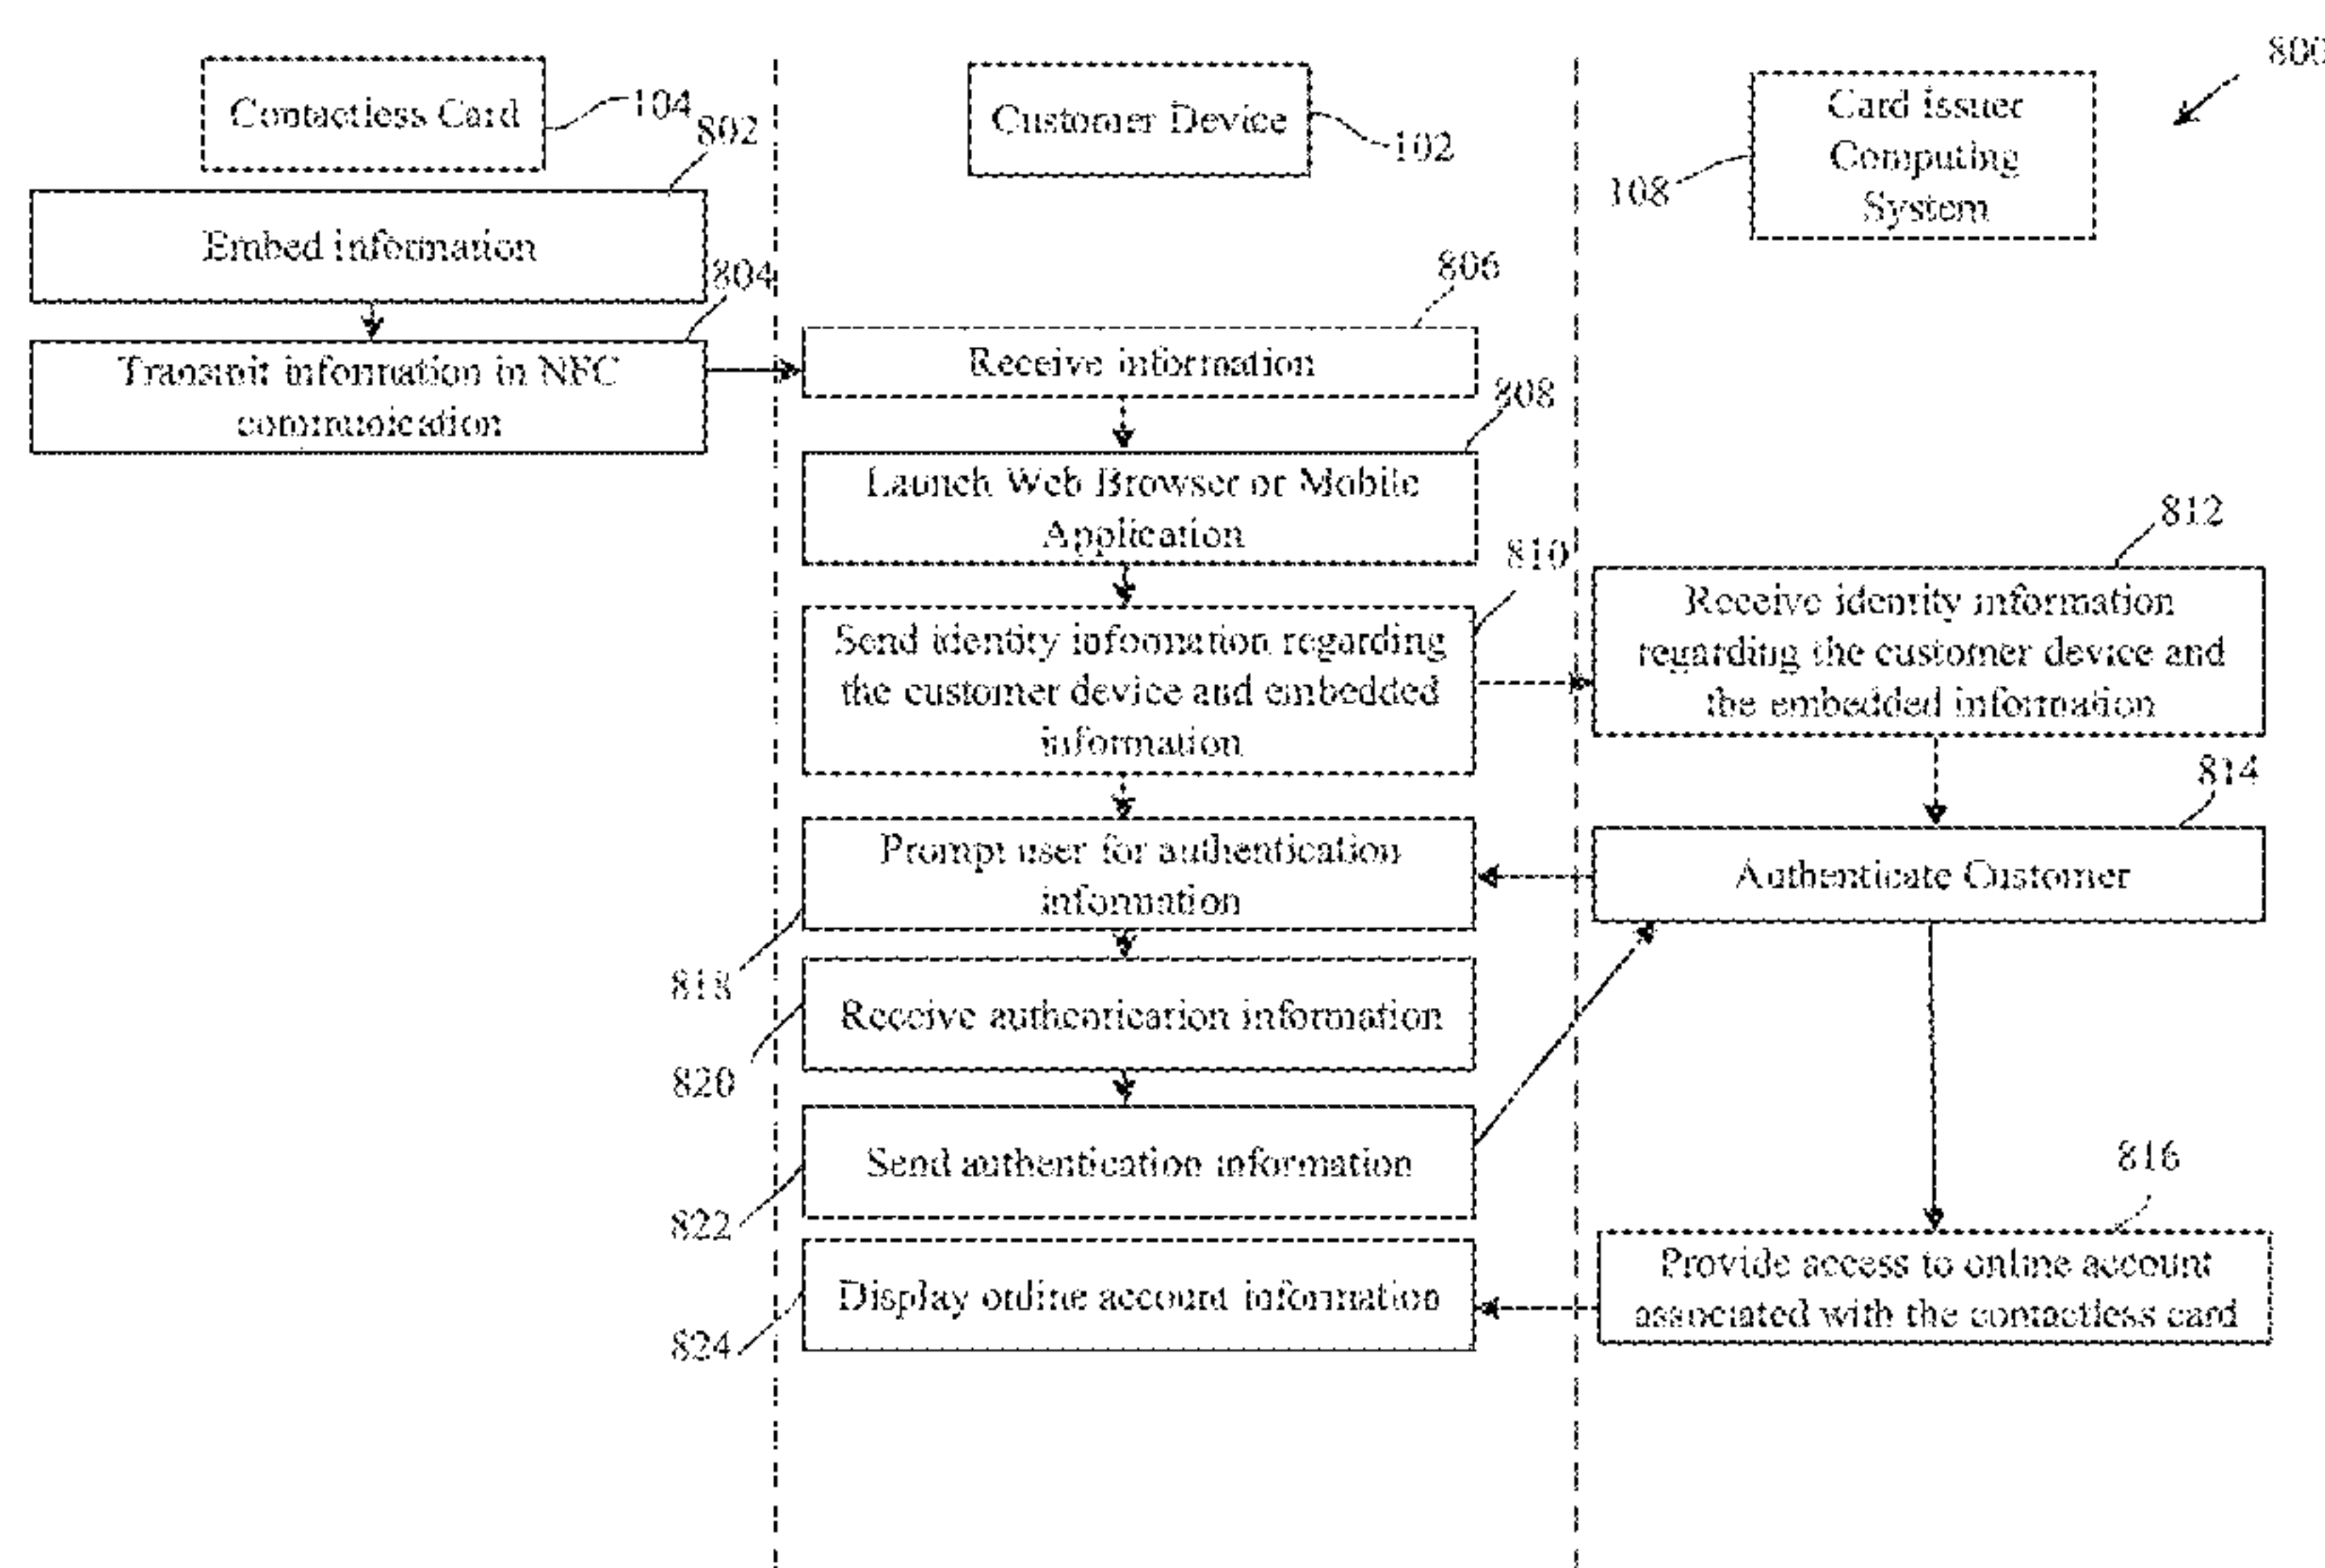 800
Contactless Card
104
Customer Device
102
Card Issuer
Computing
System
108
802
Embed information
804
Transmit information in NFC
communication
806
Receive information
808
Launch Web Browser or Mobile
Application
810
Send identity information regarding
the customer device and embedded
information
812
Receive identity information
regarding the customer device and
the embedded information
814
Authenticate Customer
Prompt user for authentication
information
818
Receive authentication information
820
Send authentication information
822
816
Provide access to online account
associated with the contactless card
Display online account information
824